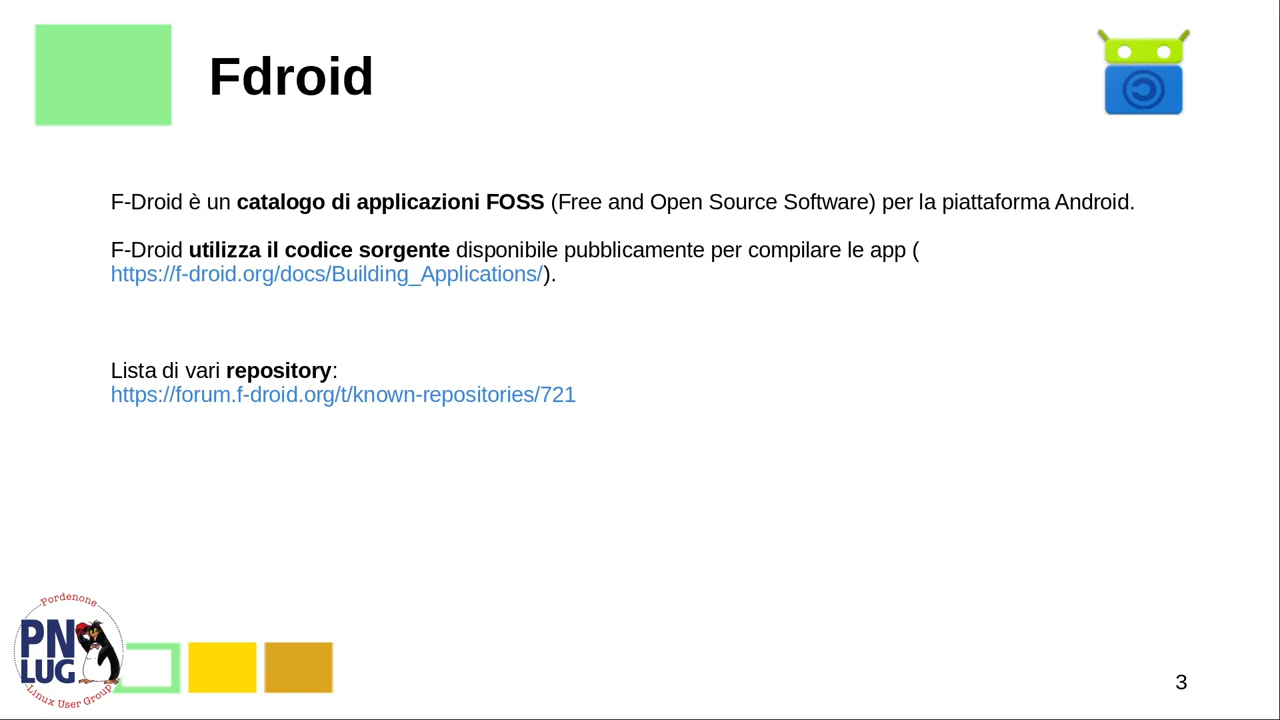 Fdroid
F-Droid è un catalogo di applicazioni FOSS (Free and Open Source Software) per la piattaforma Android.
F-Droid utilizza il codice sorgente disponibile pubblicamente per compilare le app (
https://f-droid.org/docs/Building_Applications/).
Lista di vari repository:
https://forum.f-droid.org/t/known-repositories/721
Pordenone
PN
LUG
Linux User Group
3